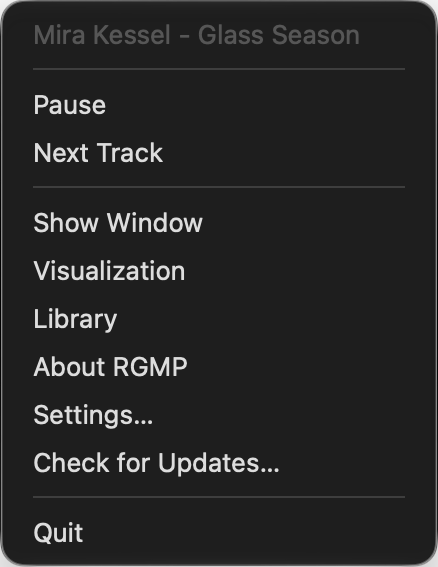 Mira Kessel - Glass Season
Pause
Next Track
Show Window
Visualization
Library
About RGMP
Settings...
Check for Updates...
Quit